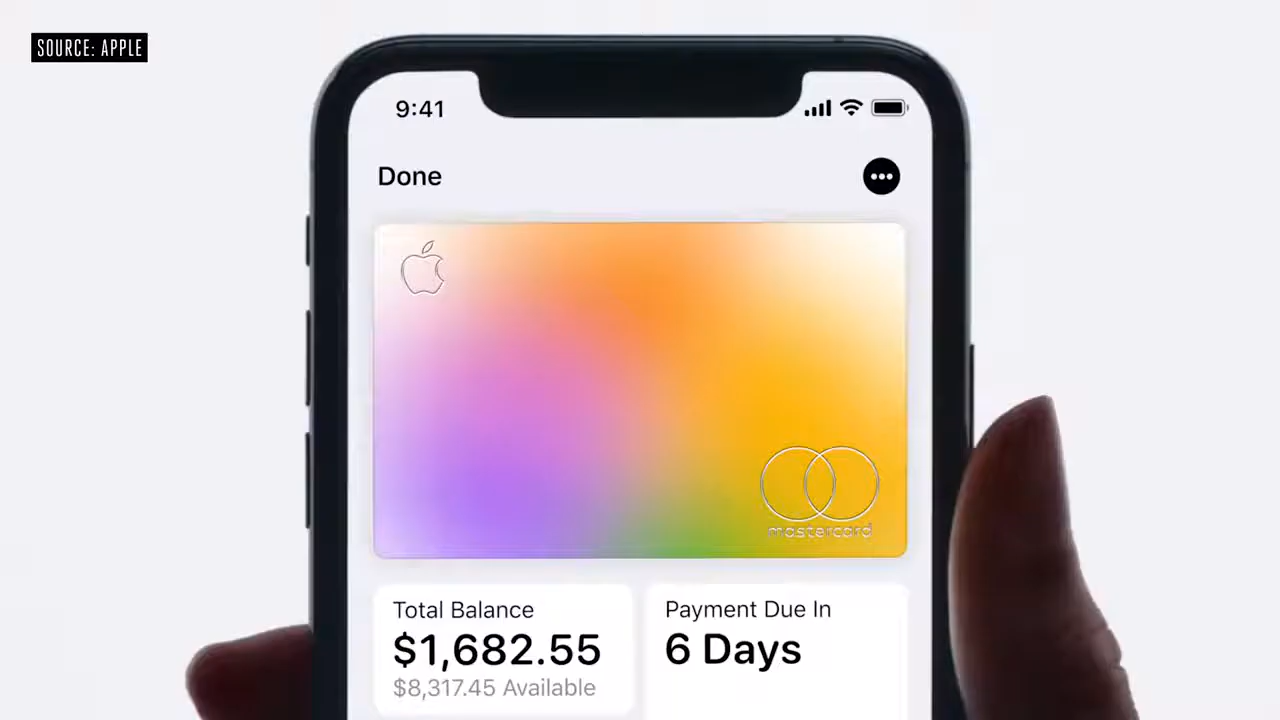 SOURCE: APPLE
9:41
Done
mastercard
Total Balance
$1,682.55
$8,317.45 Available
Payment Due In
6 Days